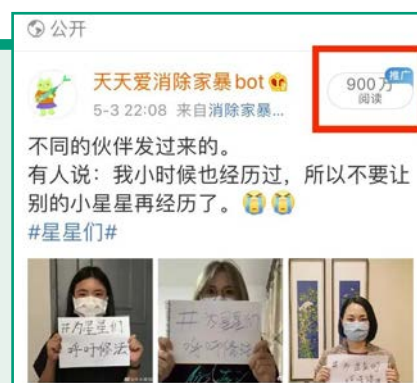 公开
天天爱消除家暴bot
5-3 22:08 来自消除家暴...
900万
推广
阅读
不同的伙伴发过来的。
有人说：我小时候也经历过，所以不要让
别的小星星再经历了。
#星星们#
#为星星们
呼吁修法
#为星星们
呼吁修法
#为星星们